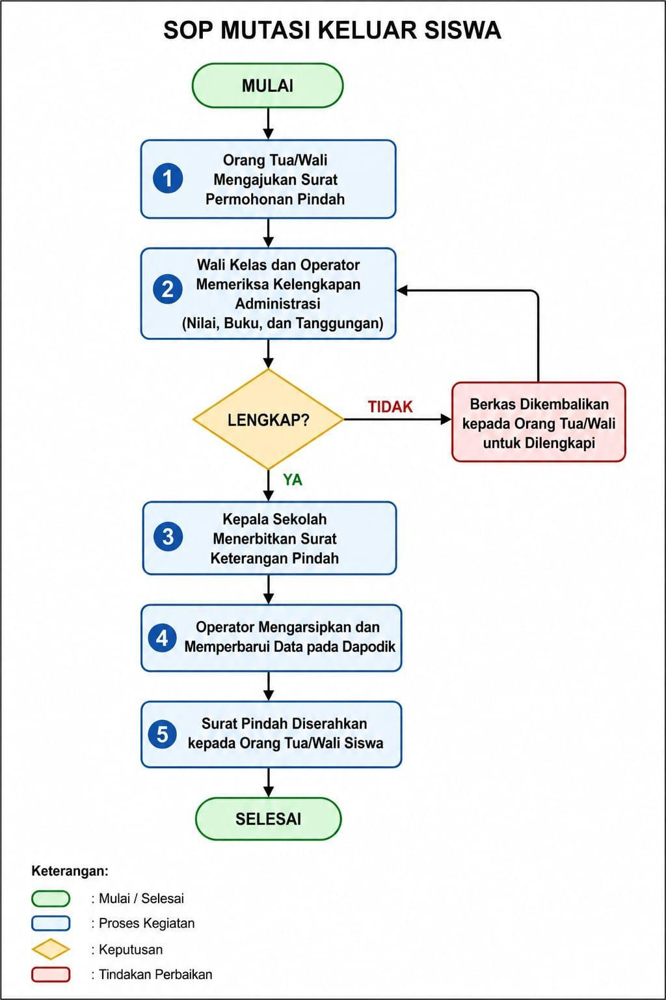 SOP MUTASI KELUAR SISWA
MULAI
1
Orang Tua/Wali
Mengajukan Surat
Permohonan Pindah
2
Wali Kelas dan Operator
Memeriksa Kelengkapan
Administrasi
(Nilai, Buku, dan Tanggungan)
LENGKAP?
TIDAK
Berkas Dikembalikan
kepada Orang Tua/Wali
untuk Dilengkapi
YA
3
Kepala Sekolah
Menerbitkan Surat
Keterangan Pindah
4
Operator Mengarsipkan dan
Memperbarui Data pada Dapodik
5
Surat Pindah Diserahkan
kepada Orang Tua/Wali Siswa
SELESAI
Keterangan:
: Mulai / Selesai
: Proses Kegiatan
: Keputusan
: Tindakan Perbaikan